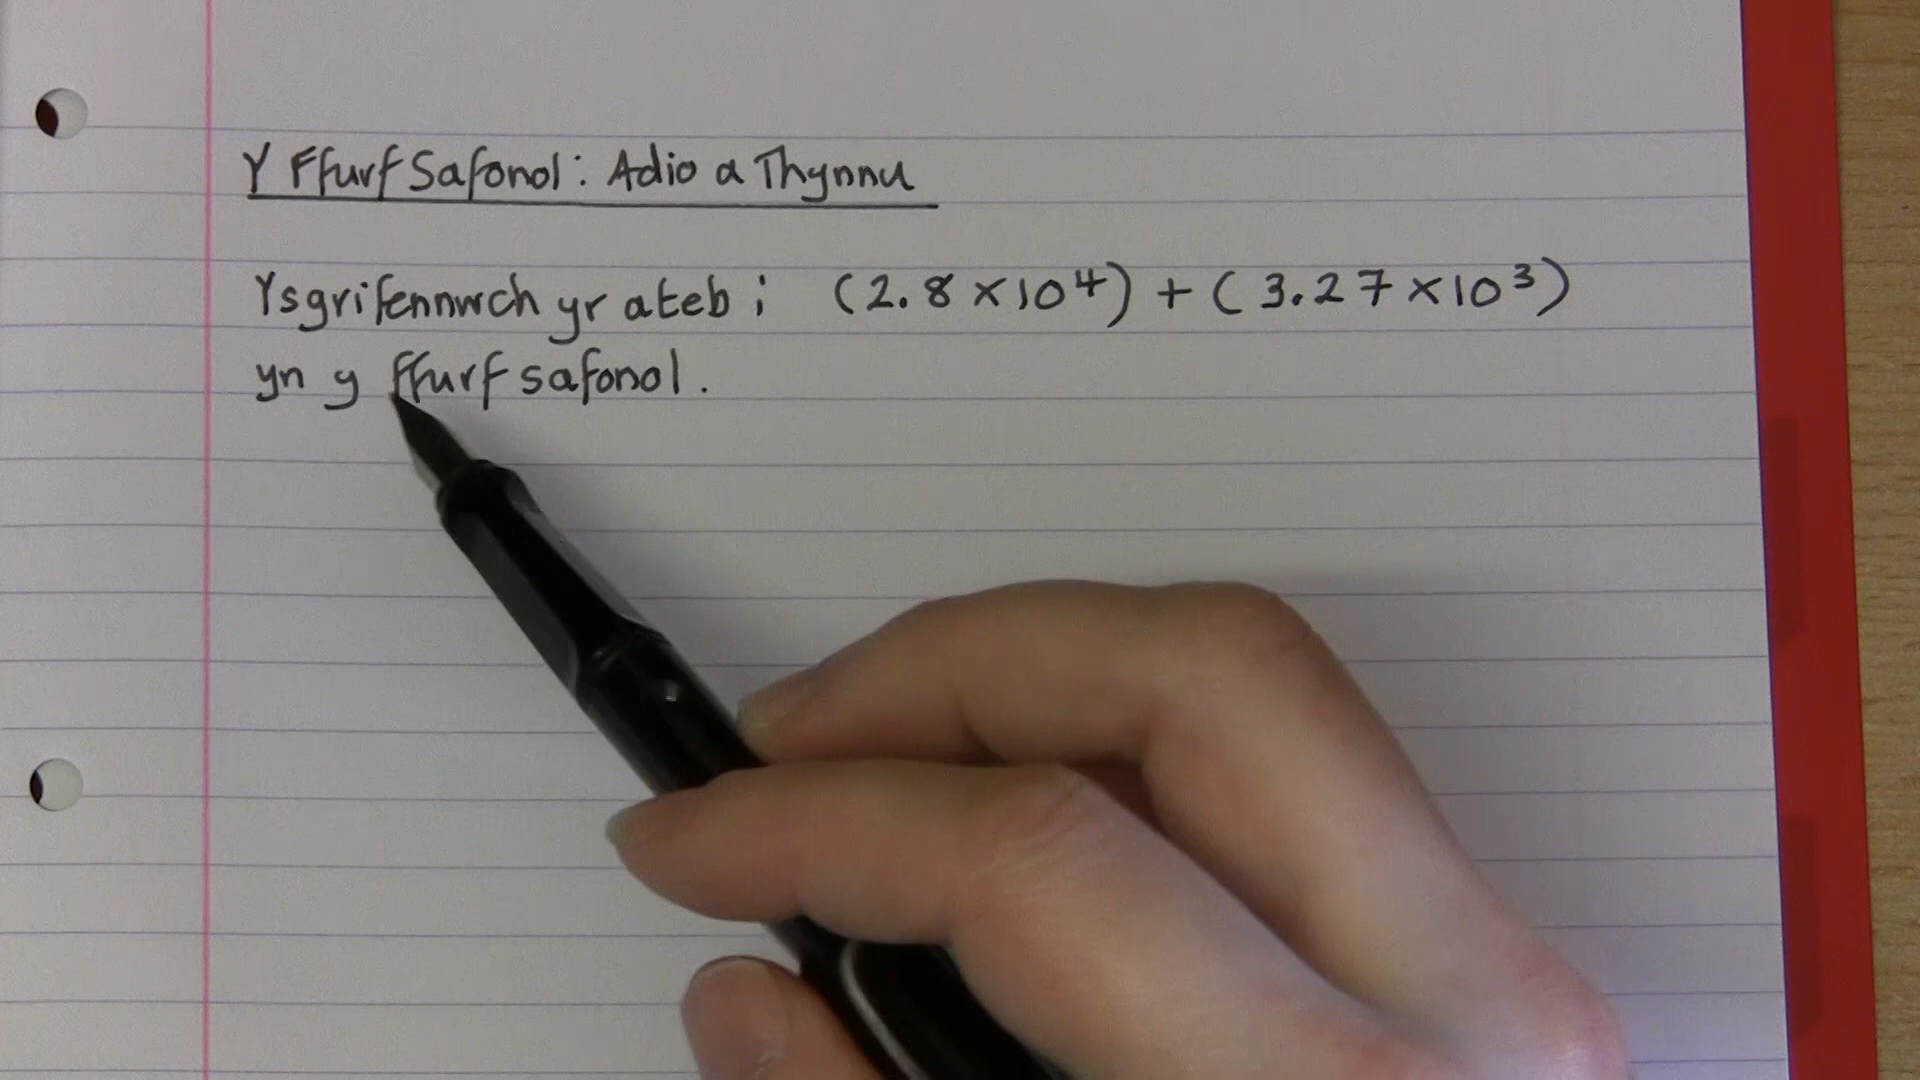 Y Ffurf Safonol: Adio a Thynnu
Ysgrifennwch yr ateb i (2.8 × 10⁴) + (3.27 × 10³)
yn y ffurf safonol.